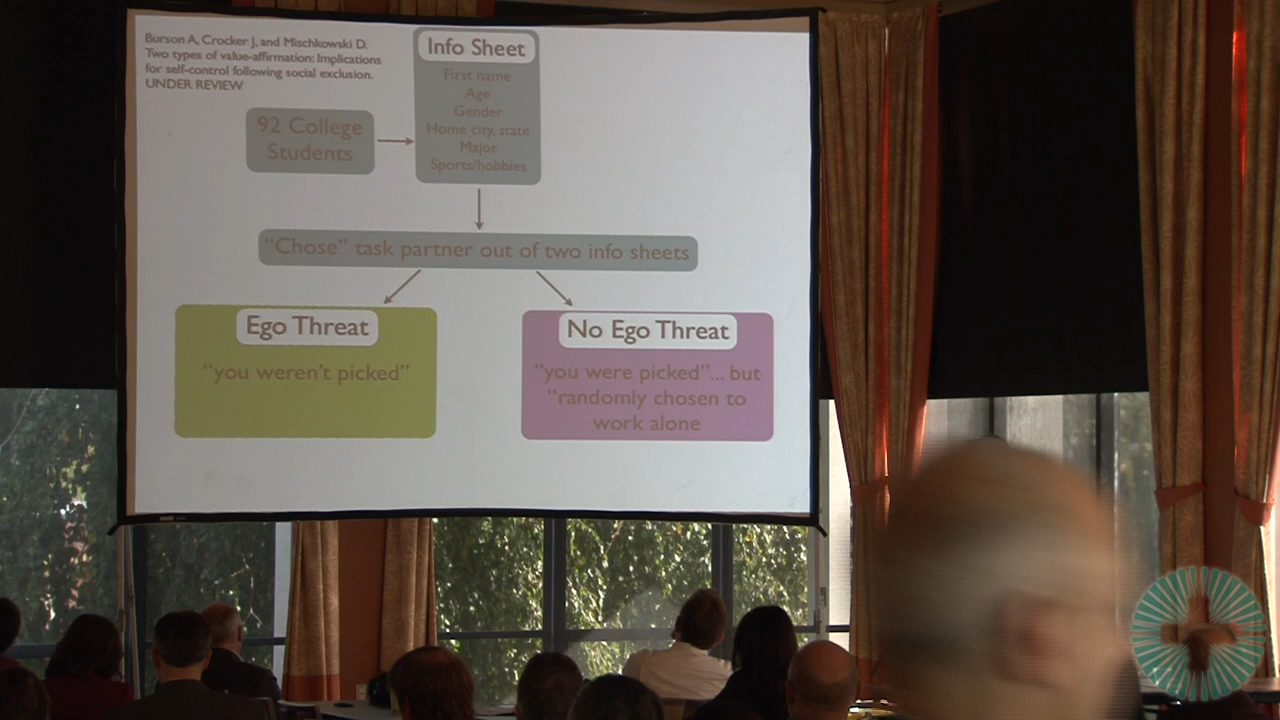 Burson A, Crocker J, and Mischkowski D.
Two types of value-affirmation: Implications
for self-control following social exclusion.
UNDER REVIEW
Info Sheet
First name
Age
Gender
Home city, state
Major
Sports/hobbies
92 College
Students
"Chose" task partner out of two info sheets
Ego Threat
"you weren't picked"
No Ego Threat
"you were picked"... but
"randomly chosen to
work alone